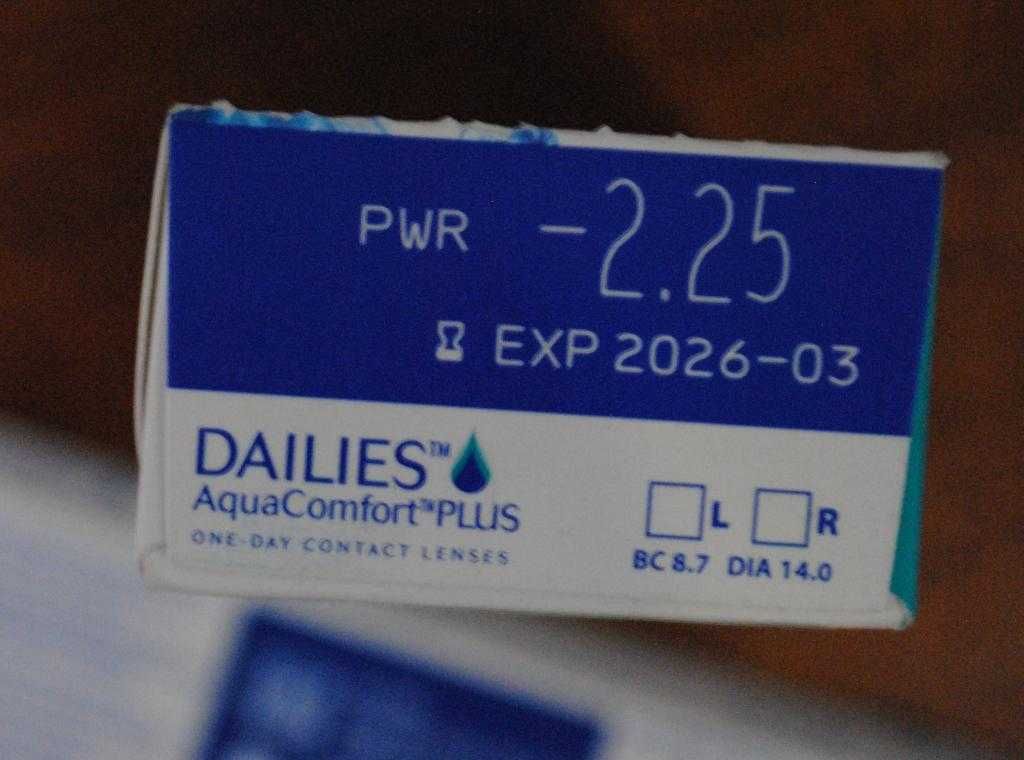 PWR -2.25
EXP 2026-03
DAILIES™
AquaComfort™PLUS
ONE-DAY CONTACT LENSES
L R
BC 8.7 DIA 14.0